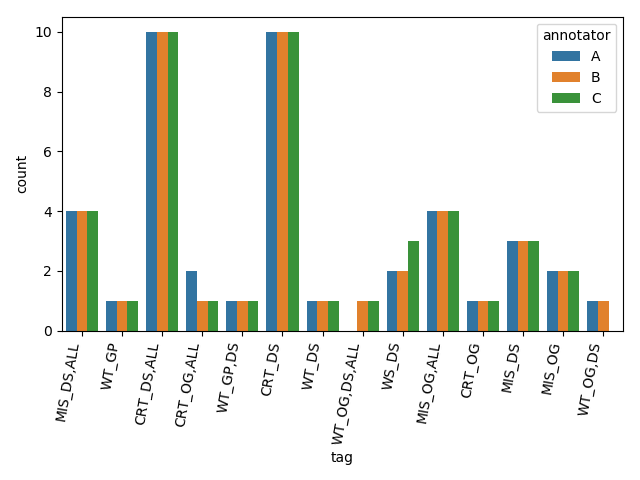 annotator
A
B
C
count
10
8
6
4
2
0
MIS_DS,ALL
WT_GP
CRT_DS,ALL
CRT_OG,ALL
WT_GP,DS
CRT_DS
WT_DS
WT_OG,DS,ALL
WS_DS
MIS_OG,ALL
CRT_OG
MIS_DS
MIS_OG
WT_OG,DS
tag